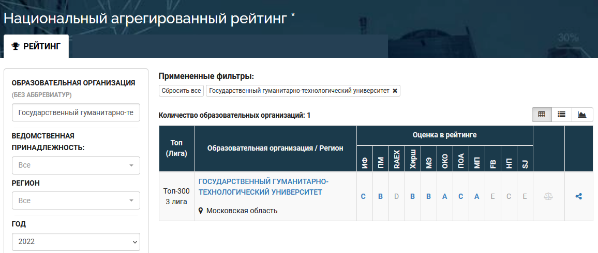 Национальный агрегированный рейтинг *
30%
РЕЙТИНГ
ОБРАЗОВАТЕЛЬНАЯ ОРГАНИЗАЦИЯ
(БЕЗ АББРЕВИАТУР)
Государственный гуманитарно-те
ВЕДОМСТВЕННАЯ
ПРИНАДЛЕЖНОСТЬ:
Все
РЕГИОН
Все
ГОД
2022
Примененные фильтры:
Сбросить все Государственный гуманитарно-технологический университет ×
Количество образовательных организаций: 1
Топ (Лига) Образовательная организация / Регион Оценка в рейтинге
ИФ ПМ RAEX Хирш МЭ ОКО ПОА МП FB НП SJ
Топ-300 3 лига
ГОСУДАРСТВЕННЫЙ ГУМАНИТАРНО-
ТЕХНОЛОГИЧЕСКИЙ УНИВЕРСИТЕТ
C B D B B A C A E C E
Московская область